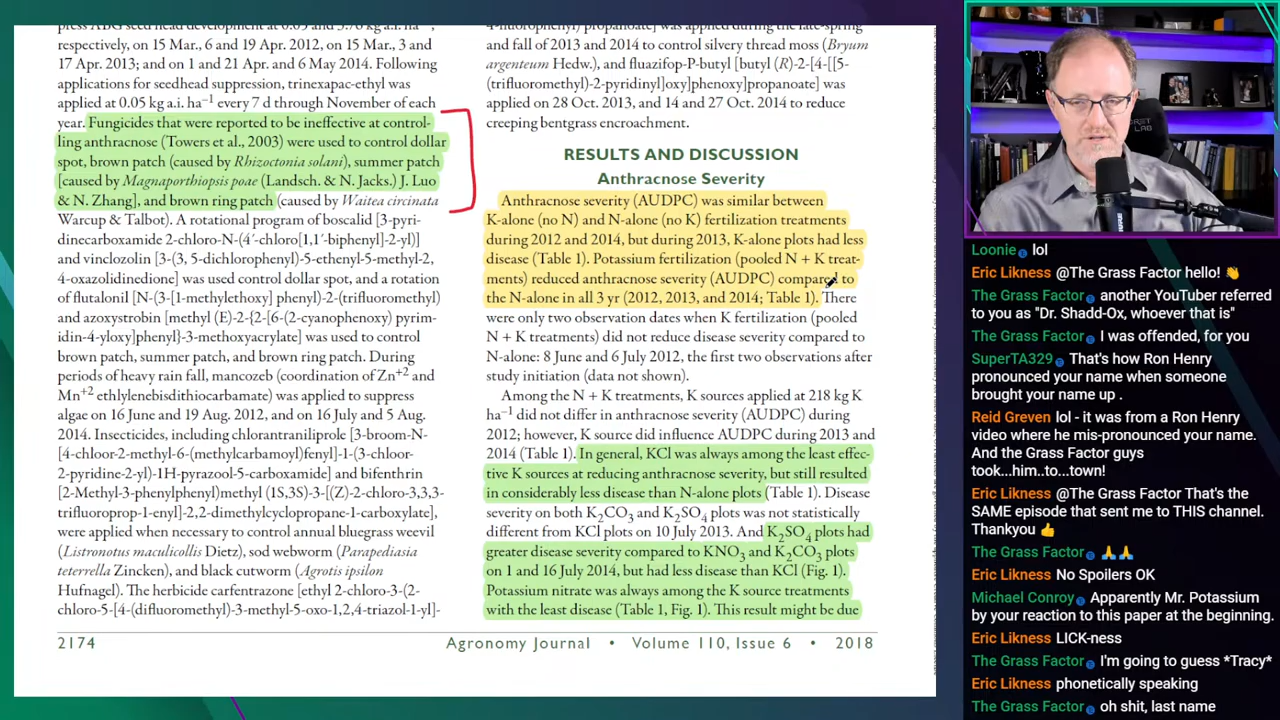 respectively, on 15 Mar., 6 and 19 Apr. 2012, on 15 Mar., 3 and
17 Apr. 2013; and on 1 and 21 Apr. and 6 May 2014. Following
applications for seedhead suppression, trinexapac-ethyl was
applied at 0.05 kg a.i. ha–1 every 7 d through November of each
year. Fungicides that were reported to be ineffective at control-
ling anthracnose (Towers et al., 2003) were used to control dollar
spot, brown patch (caused by Rhizoctonia solani), summer patch
[caused by Magnaporthiopsis poae (Landsch. & N. Jacks.) J. Luo
& N. Zhang], and brown ring patch (caused by Waitea circinata
Warcup & Talbot). A rotational program of boscalid [3-pyri-
dinecarboxamide 2-chloro-N-(4′-chloro[1,1′-biphenyl]-2-yl)]
and vinclozolin [3-(3, 5-dichlorophenyl)-5-ethenyl-5-methyl-2,
4-oxazolidinedione] was used control dollar spot, and a rotation
of flutalonil [N-(3-[1-methylethoxy] phenyl)-2-(trifluoromethyl)
and azoxystrobin [methyl (E)-2-{2-[6-(2-cyanophenoxy) pyrim-
idin-4-yloxy]phenyl}-3-methoxyacrylate] was used to control
brown patch, summer patch, and brown ring patch. During
periods of heavy rain fall, mancozeb (coordination of Zn+2 and
Mn+2 ethlylenebisdithiocarbamate) was applied to suppress
algae on 16 June and 19 Aug. 2012, and on 16 July and 5 Aug.
2014. Insecticides, including chlorantraniliprole [3-broom-N-
[4-chloor-2-methyl-6-(methylcarbamoyl)fenyl]-1-(3-chloor-
2-pyridine-2-yl)-1H-pyrazool-5-carboxamide] and bifenthrin
[2-Methyl-3-phenylphenyl)methyl (1S,3S)-3-[(Z)-2-chloro-3,3,3-
trifluoroprop-1-enyl]-2,2-dimethylcyclopropane-1-carboxylate],
were applied when necessary to control annual bluegrass weevil
(Listronotus maculicollis Dietz), sod webworm (Parapediasia
teterrella Zincken), and black cutworm (Agrotis ipsilon
Hufnagel). The herbicide carfentrazone [ethyl 2-chloro-3-(2-
chloro-5-[4-(difluoromethyl)-3-methyl-5-oxo-1,2,4-triazol-1-yl]-
and fall of 2013 and 2014 to control silvery thread moss (Bryum
argenteum Hedw.), and fluazifop-P-butyl [butyl (R)-2-[4-[[5-
(trifluoromethyl)-2-pyridinyl]oxy]phenoxy]propanoate] was
applied on 28 Oct. 2013, and 14 and 27 Oct. 2014 to reduce
creeping bentgrass encroachment.
RESULTS AND DISCUSSION
Anthracnose Severity
Anthracnose severity (AUDPC) was similar between
K-alone (no N) and N-alone (no K) fertilization treatments
during 2012 and 2014, but during 2013, K-alone plots had less
disease (Table 1). Potassium fertilization (pooled N + K treat-
ments) reduced anthracnose severity (AUDPC) compared to
the N-alone in all 3 yr (2012, 2013, and 2014; Table 1). There
were only two observation dates when K fertilization (pooled
N + K treatments) did not reduce disease severity compared to
N-alone: 8 June and 6 July 2012, the first two observations after
study initiation (data not shown).
Among the N + K treatments, K sources applied at 218 kg K
ha–1 did not differ in anthracnose severity (AUDPC) during
2012; however, K source did influence AUDPC during 2013 and
2014 (Table 1). In general, KCl was always among the least effec-
tive K sources at reducing anthracnose severity, but still resulted
in considerably less disease than N-alone plots (Table 1). Disease
severity on both K2CO3 and K2SO4 plots was not statistically
different from KCl plots on 10 July 2013. And K2SO4 plots had
greater disease severity compared to KNO3 and K2CO3 plots
on 1 and 16 July 2014, but had less disease than KCl (Fig. 1).
Potassium nitrate was always among the K source treatments
with the least disease (Table 1, Fig. 1). This result might be due
2174
Agronomy Journal • Volume 110, Issue 6 • 2018
Loonie lol
Eric Likness @The Grass Factor hello! 👋
The Grass Factor another YouTuber referred
to you as "Dr. Shadd-Ox, whoever that is"
The Grass Factor I was offended, for you
SuperTA329 That's how Ron Henry
pronounced your name when someone
brought your name up .
Reid Greven lol - it was from a Ron Henry
video where he mis-pronounced your name.
And the Grass Factor guys
took...him..to...town!
Eric Likness @The Grass Factor That's the
SAME episode that sent me to THIS channel.
Thankyou 👍
The Grass Factor 🙏🙏
Eric Likness No Spoilers OK
Michael Conroy Apparently Mr. Potassium
by your reaction to this paper at the beginning.
Eric Likness LICK-ness
The Grass Factor I'm going to guess *Tracy*
Eric Likness phonetically speaking
The Grass Factor oh shit, last name